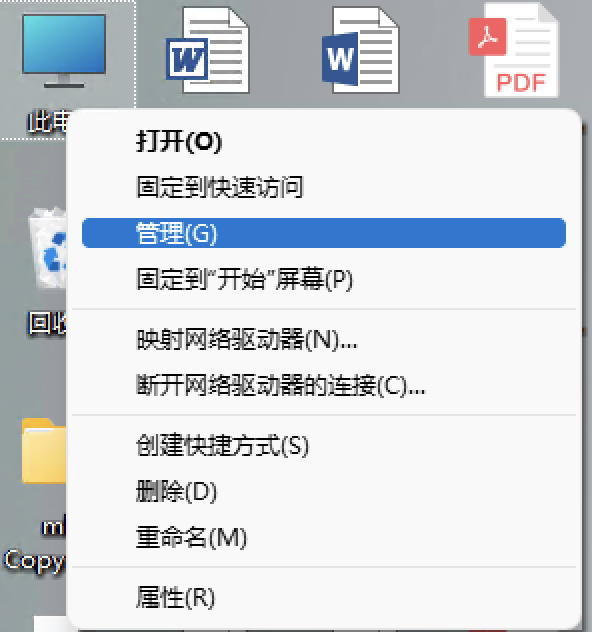 W
W
PDF
此电
打开(O)
固定到快速访问
管理(G)
固定到“开始”屏幕(P)
回收
映射网络驱动器(N)...
断开网络驱动器的连接(C)...
创建快捷方式(S)
删除(D)
重命名(M)
Copy
属性(R)